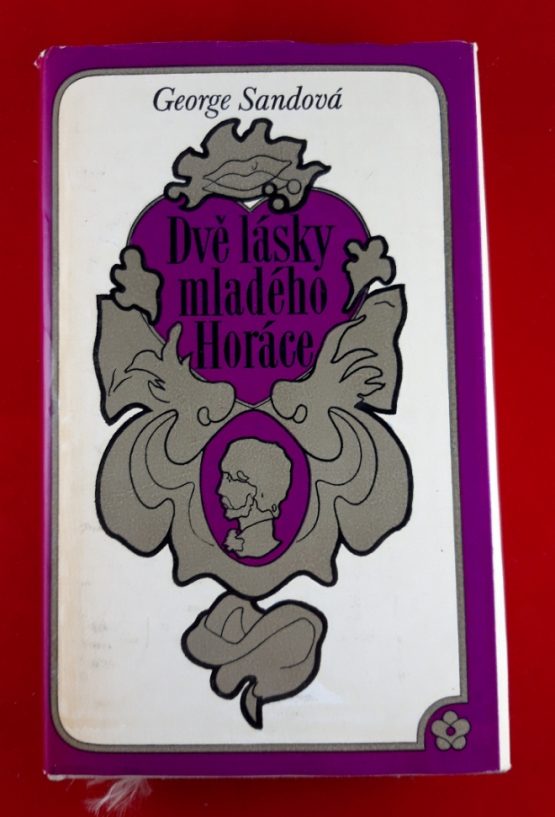 George Sandová
Dvě lásky
mladého
Horáce